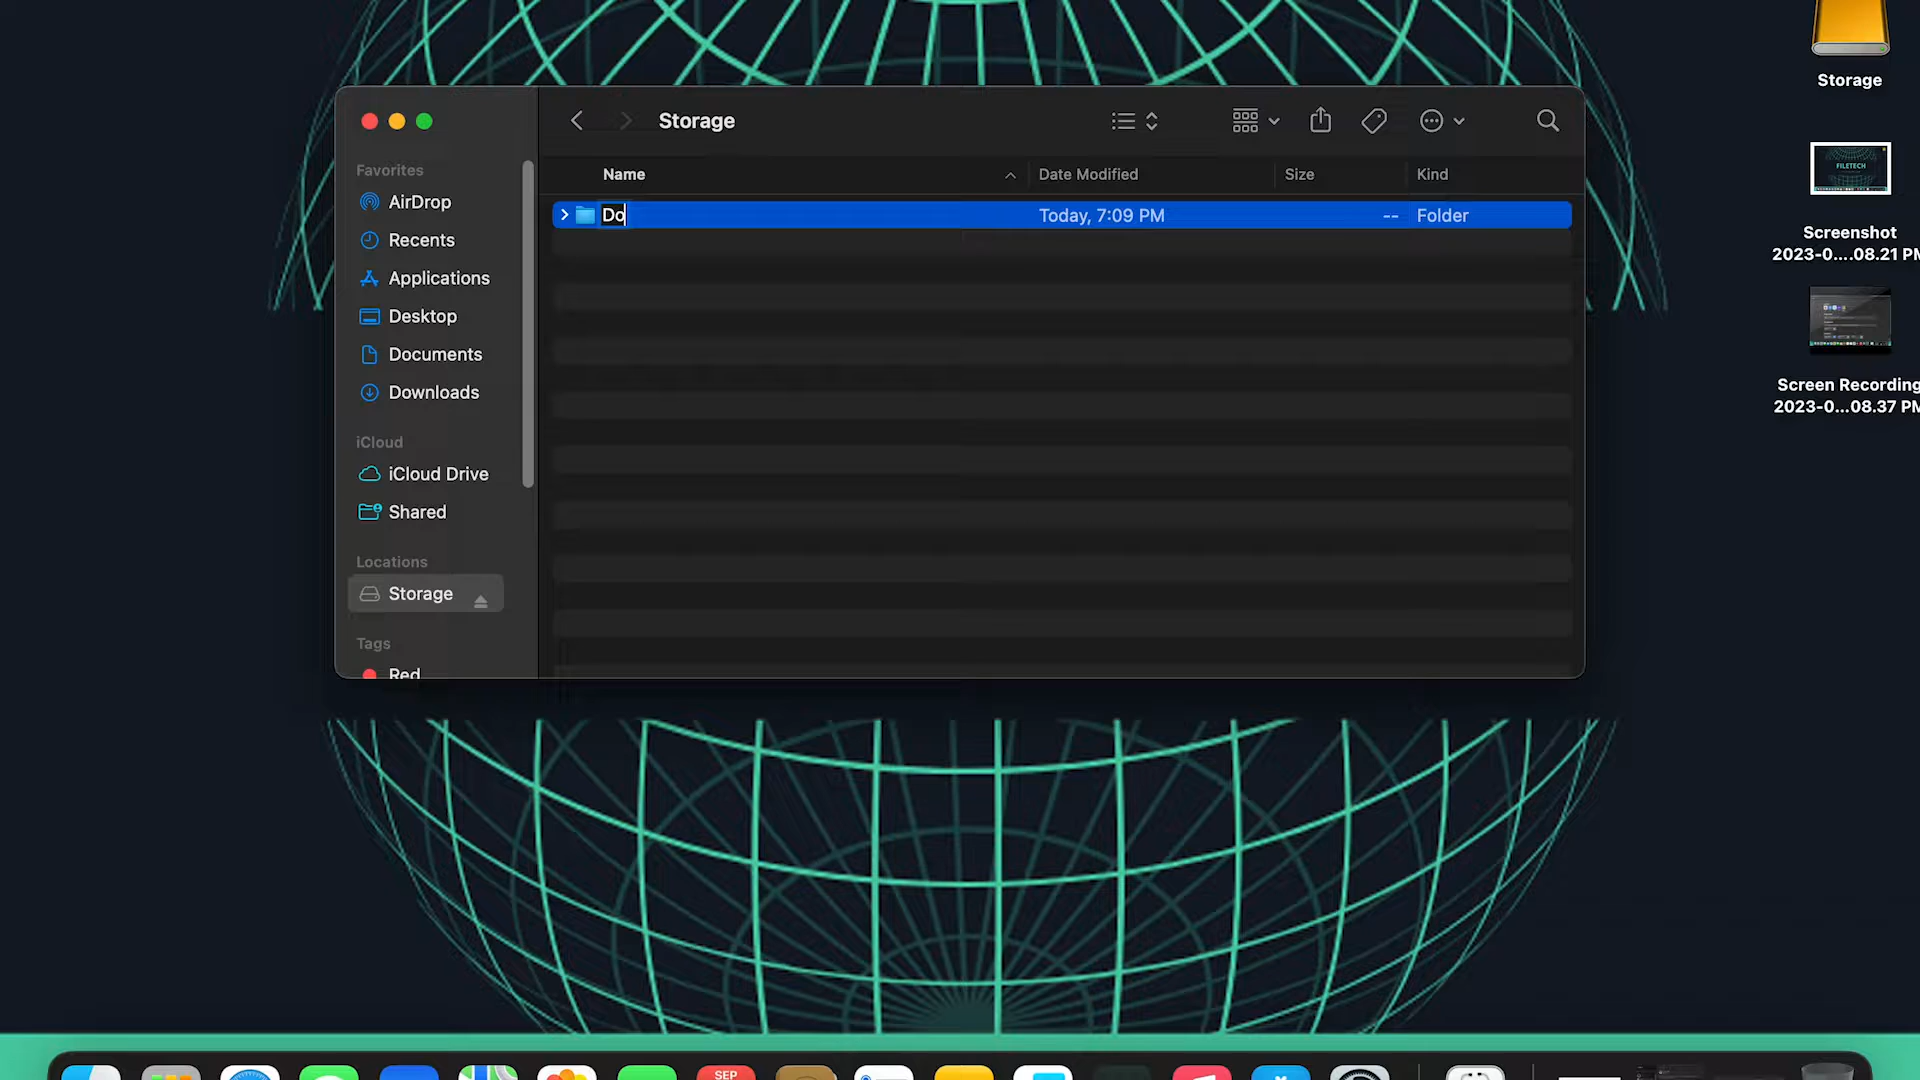 Storage
Storage
FILETECH
Favorites
Name
Date Modified
Size
Kind
AirDrop
Do
Today, 7:09 PM
--
Folder
Recents
Screenshot
2023-0....08.21 PM
Applications
Desktop
Documents
Downloads
Screen Recording
2023-0...08.37 PM
iCloud
iCloud Drive
Shared
Locations
Storage
Tags
Red
SEP